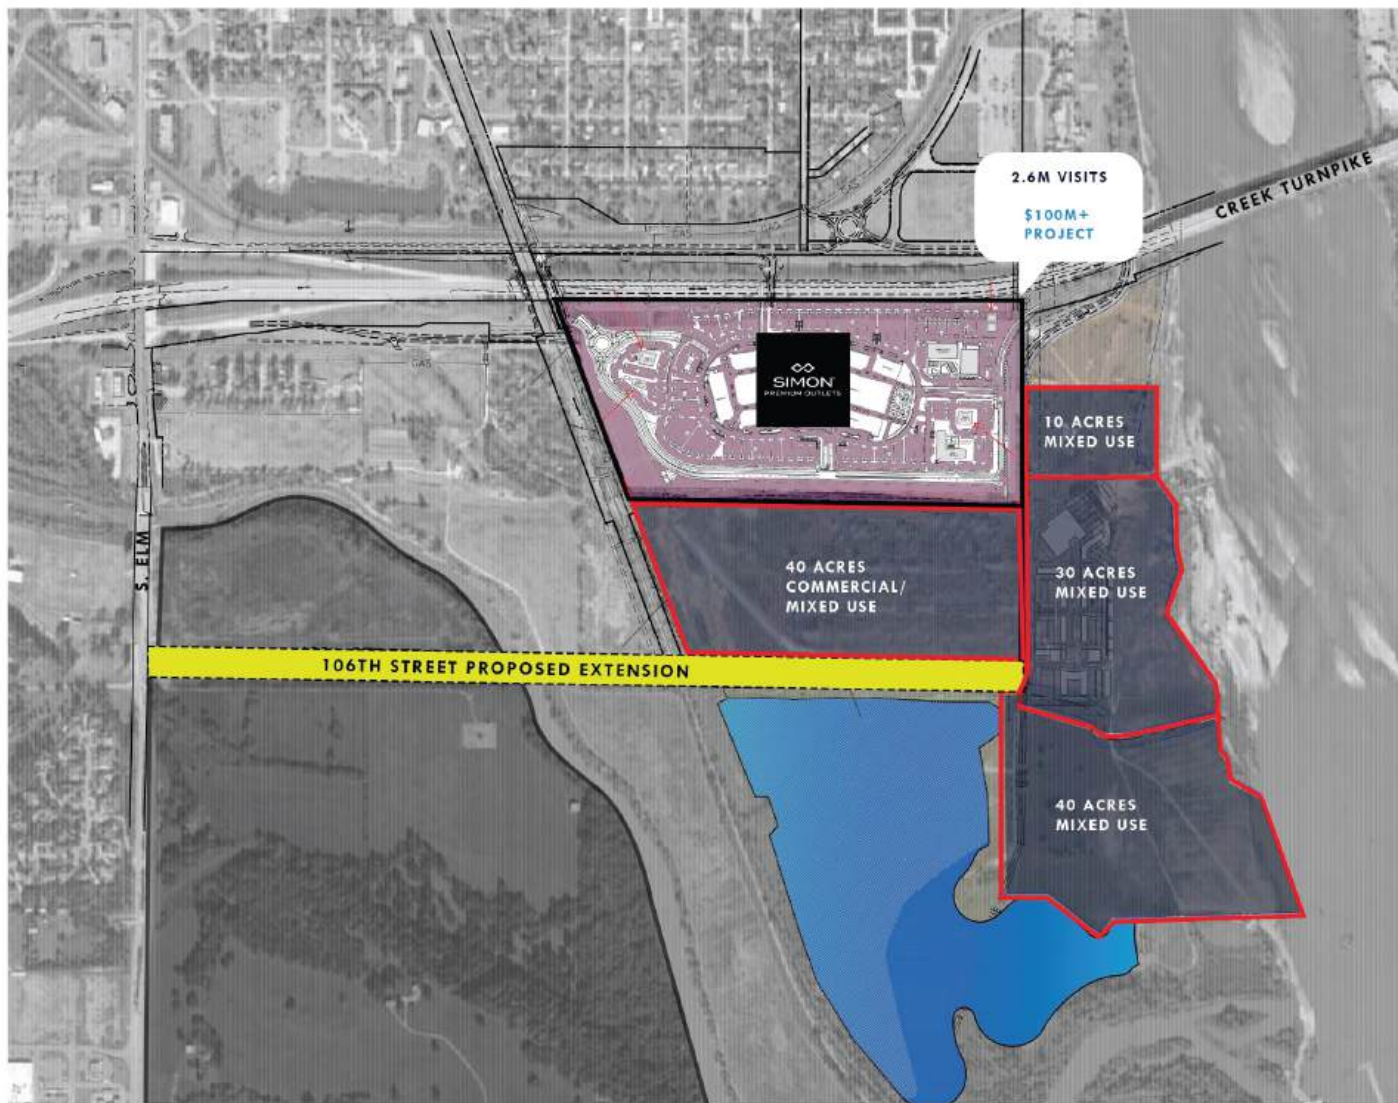 2.6M VISITS
$100M+
PROJECT
CREEK TURNPIKE
GAS
SIMON
PREMIUM OUTLETS
10 ACRES
MIXED USE
40 ACRES
COMMERCIAL/
MIXED USE
30 ACRES
MIXED USE
S. ELM
106TH STREET PROPOSED EXTENSION
40 ACRES
MIXED USE